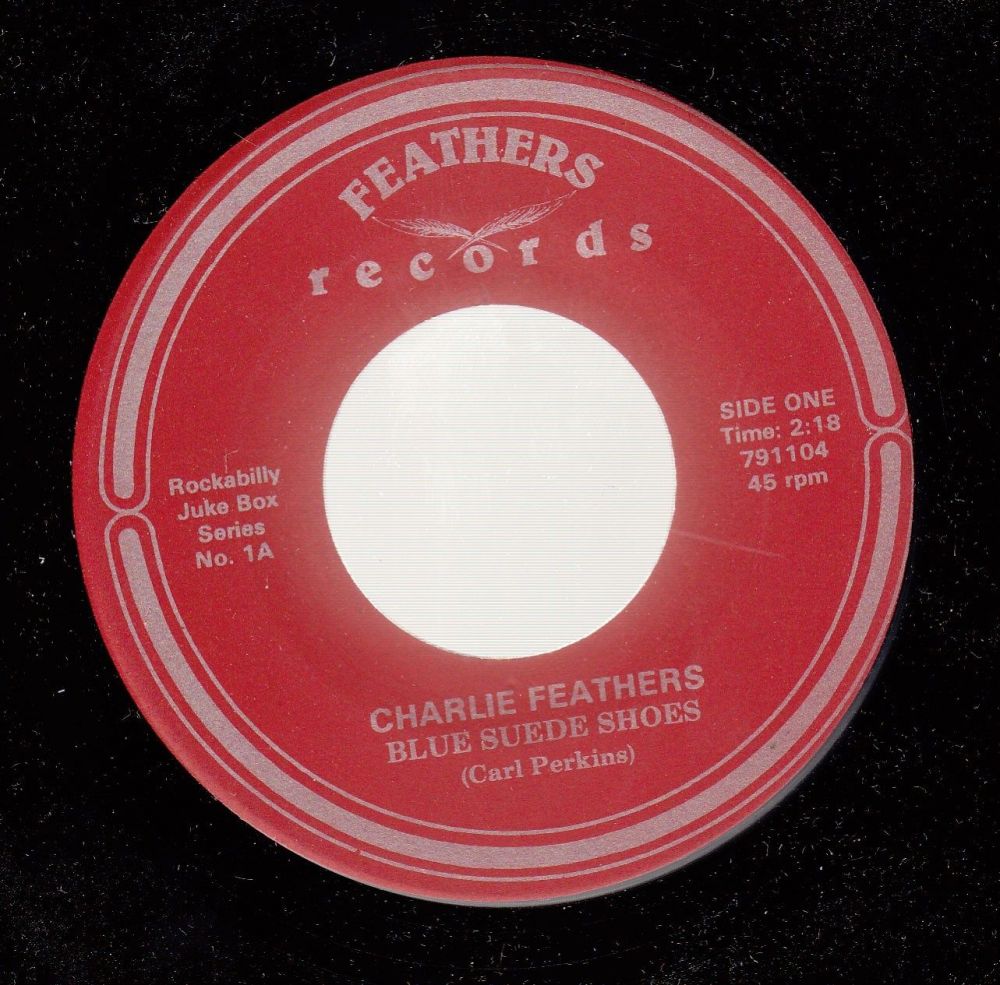 FEATHERS
records
SIDE ONE
Time: 2:18
791104
45 rpm
Rockabilly
Juke Box
Series
No. 1A
CHARLIE FEATHERS
BLUE SUEDE SHOES
(Carl Perkins)